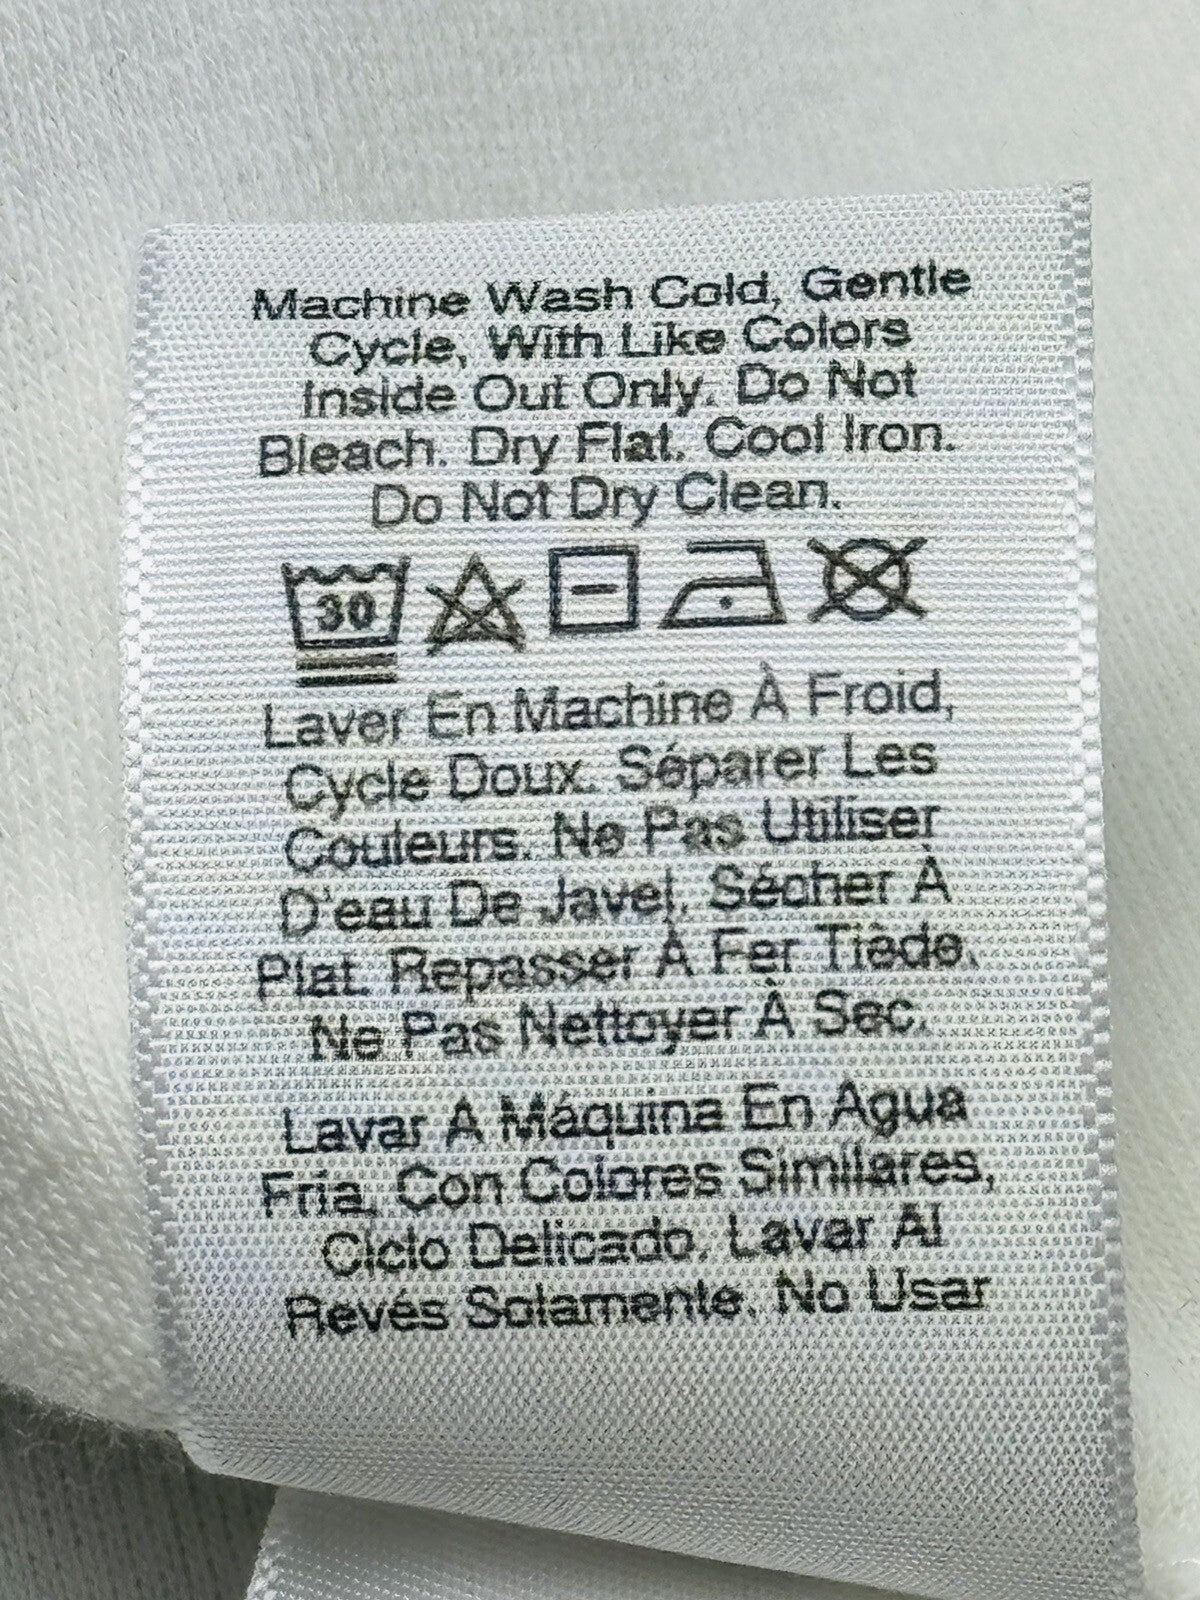 Machine Wash Cold, Gentle
Cycle, With Like Colors
Inside Out Only. Do Not
Bleach. Dry Flat. Cool Iron.
Do Not Dry Clean.
30
Laver En Machine À Froid,
Cycle Doux. Séparer Les
Couleurs. Ne Pas Utiliser
D'eau De Javel. Sécher À
Plat. Repasser À Fer Tiède.
Ne Pas Nettoyer À Sec.
Lavar A Máquina En Agua
Fria. Con Colores Similares,
Ciclo Delicado. Lavar Al
Revés Solamente. No Usar